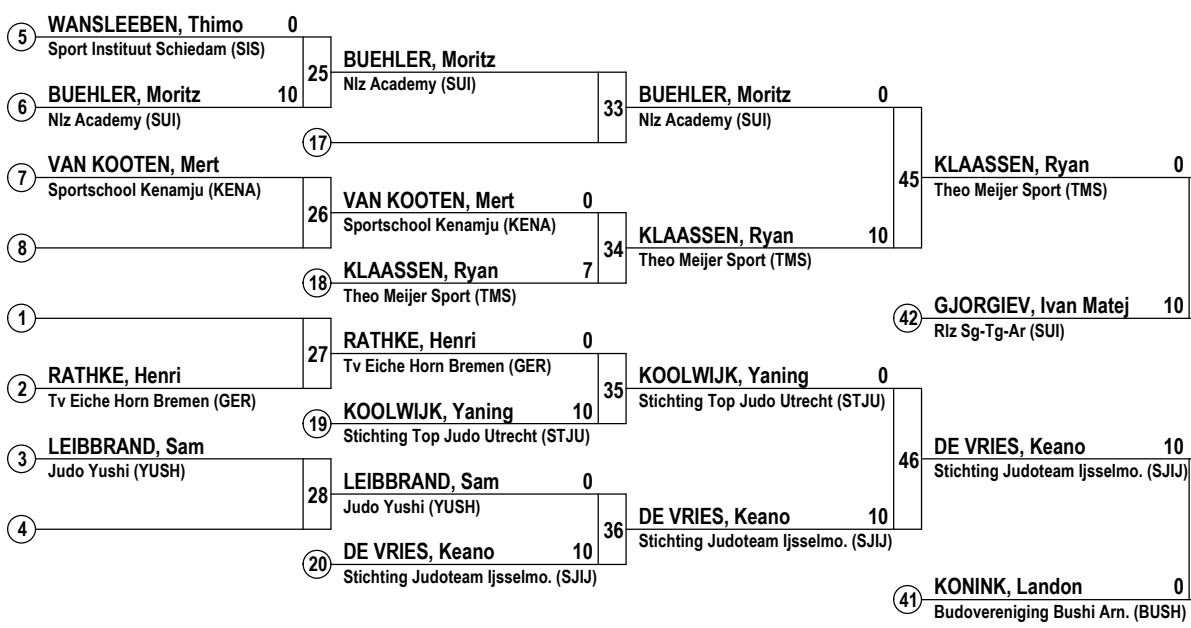 5 WANSLEEBEN, Thimo 0
Sport Instituut Schiedam (SIS)
25
6 BUEHLER, Moritz 10
Nlz Academy (SUI)
7 VAN KOOTEN, Mert
Sportschool Kenamju (KENA)
26
8
1
27
2 RATHKE, Henri
Tv Eiche Horn Bremen (GER)
3 LEIBBRAND, Sam
Judo Yushi (YUSH)
28
4
BUEHLER, Moritz
Nlz Academy (SUI)
33
17
VAN KOOTEN, Mert 0
Sportschool Kenamju (KENA)
34
18 KLAASSEN, Ryan 7
Theo Meijer Sport (TMS)
RATHKE, Henri 0
Tv Eiche Horn Bremen (GER)
35
19 KOOLWIJK, Yaning 10
Stichting Top Judo Utrecht (STJU)
LEIBBRAND, Sam 0
Judo Yushi (YUSH)
36
20 DE VRIES, Keano 10
Stichting Judoteam Ijsselmo. (SJIJ)
BUEHLER, Moritz 0
Nlz Academy (SUI)
45
KLAASSEN, Ryan 10
Theo Meijer Sport (TMS)
KOOLWIJK, Yaning 0
Stichting Top Judo Utrecht (STJU)
46
DE VRIES, Keano 10
Stichting Judoteam Ijsselmo. (SJIJ)
KLAASSEN, Ryan 0
Theo Meijer Sport (TMS)
42 GJORGIEV, Ivan Matej 10
Rlz Sg-Tg-Ar (SUI)
DE VRIES, Keano 10
Stichting Judoteam Ijsselmo. (SJIJ)
41 KONINK, Landon 0
Budovereniging Bushi Arn. (BUSH)